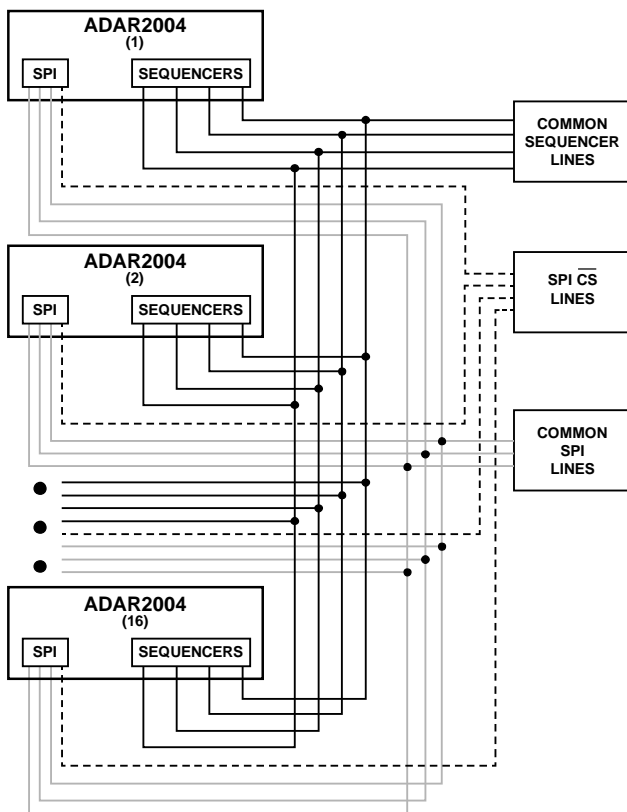 ADAR2004
(1)
SPI
SEQUENCERS
COMMON
SEQUENCER
LINES
ADAR2004
(2)
SPI
SEQUENCERS
SPI C̅S̅
LINES
COMMON
SPI
LINES
ADAR2004
(16)
SPI
SEQUENCERS